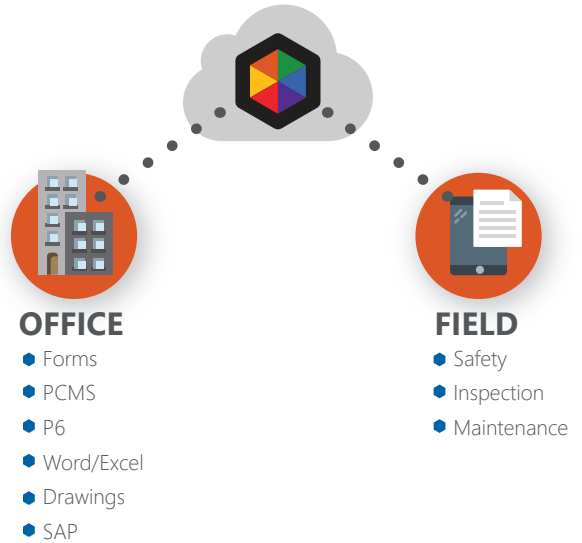 OFFICE
Forms
PCMS
P6
Word/Excel
Drawings
SAP
FIELD
Safety
Inspection
Maintenance